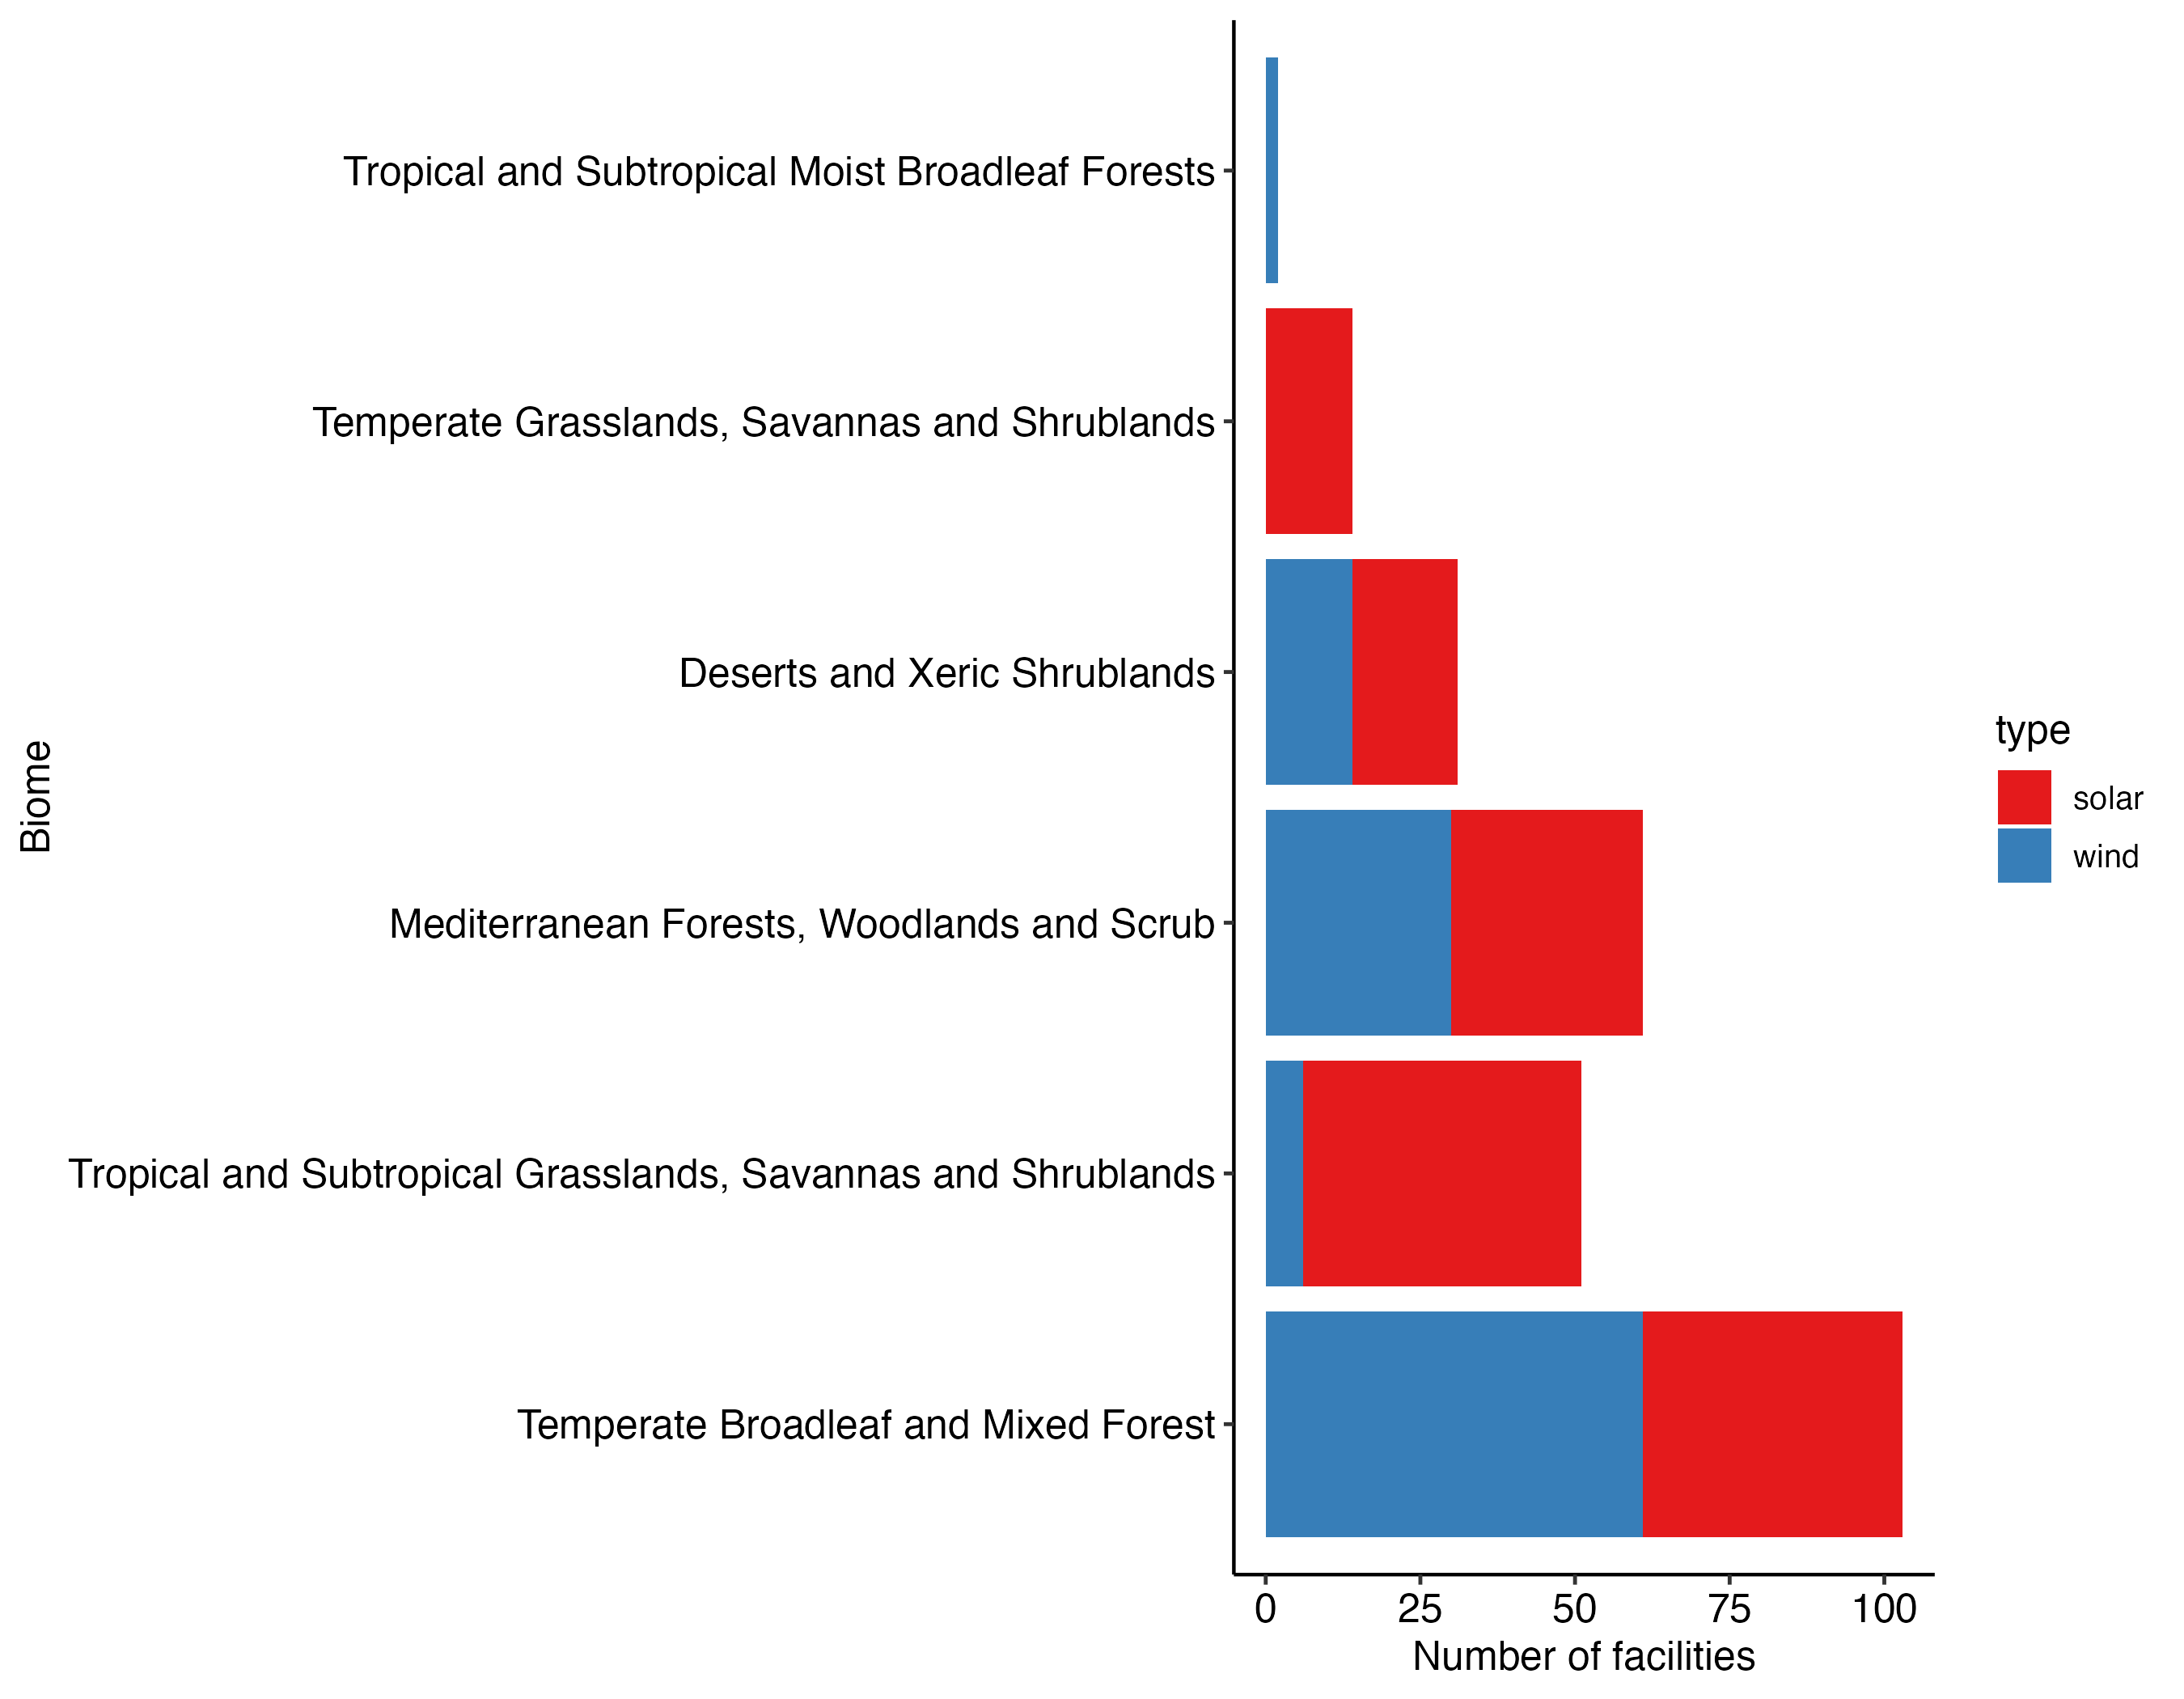 Biome
Tropical and Subtropical Moist Broadleaf Forests
Temperate Grasslands, Savannas and Shrublands
Deserts and Xeric Shrublands
Mediterranean Forests, Woodlands and Scrub
Tropical and Subtropical Grasslands, Savannas and Shrublands
Temperate Broadleaf and Mixed Forest
0 25 50 75 100
Number of facilities
type
solar
wind